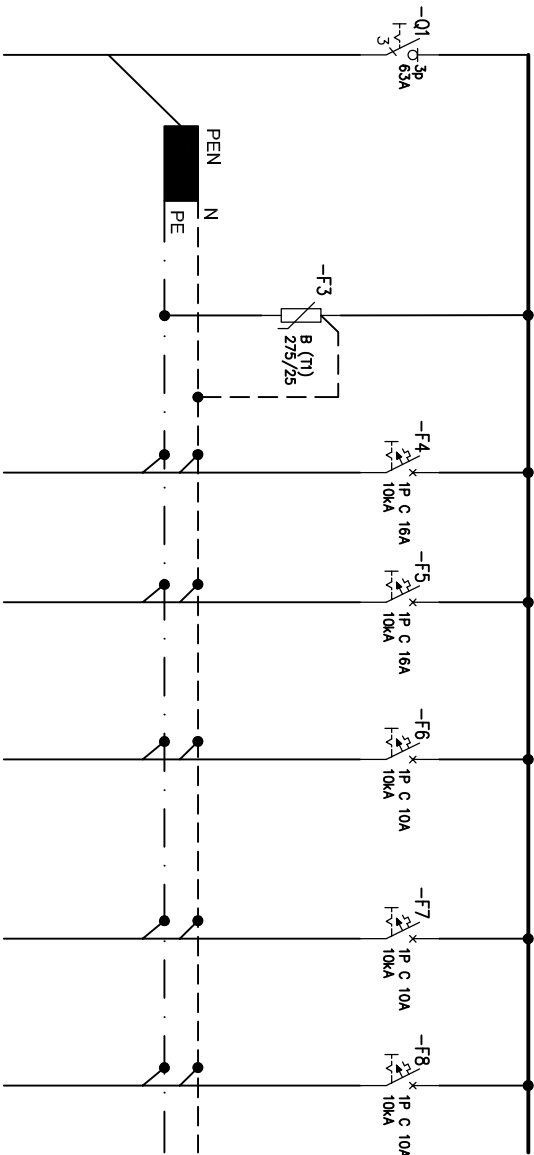 -Q1
3
3p
63A
PEN
N
PE
-F3
B (T1)
275/25
-F4
1P C 16A
10kA
-F5
1P C 16A
10kA
-F6
1P C 10A
10kA
-F7
1P C 10A
10kA
-F8
1P C 10A
10kA